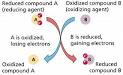 Reduced compound A
(reducing agent)
Oxidized compound B
(oxidizing agent)
A is oxidized,
losing electrons
B is reduced,
gaining electrons
Oxidized
compound A
Reduced
compound B